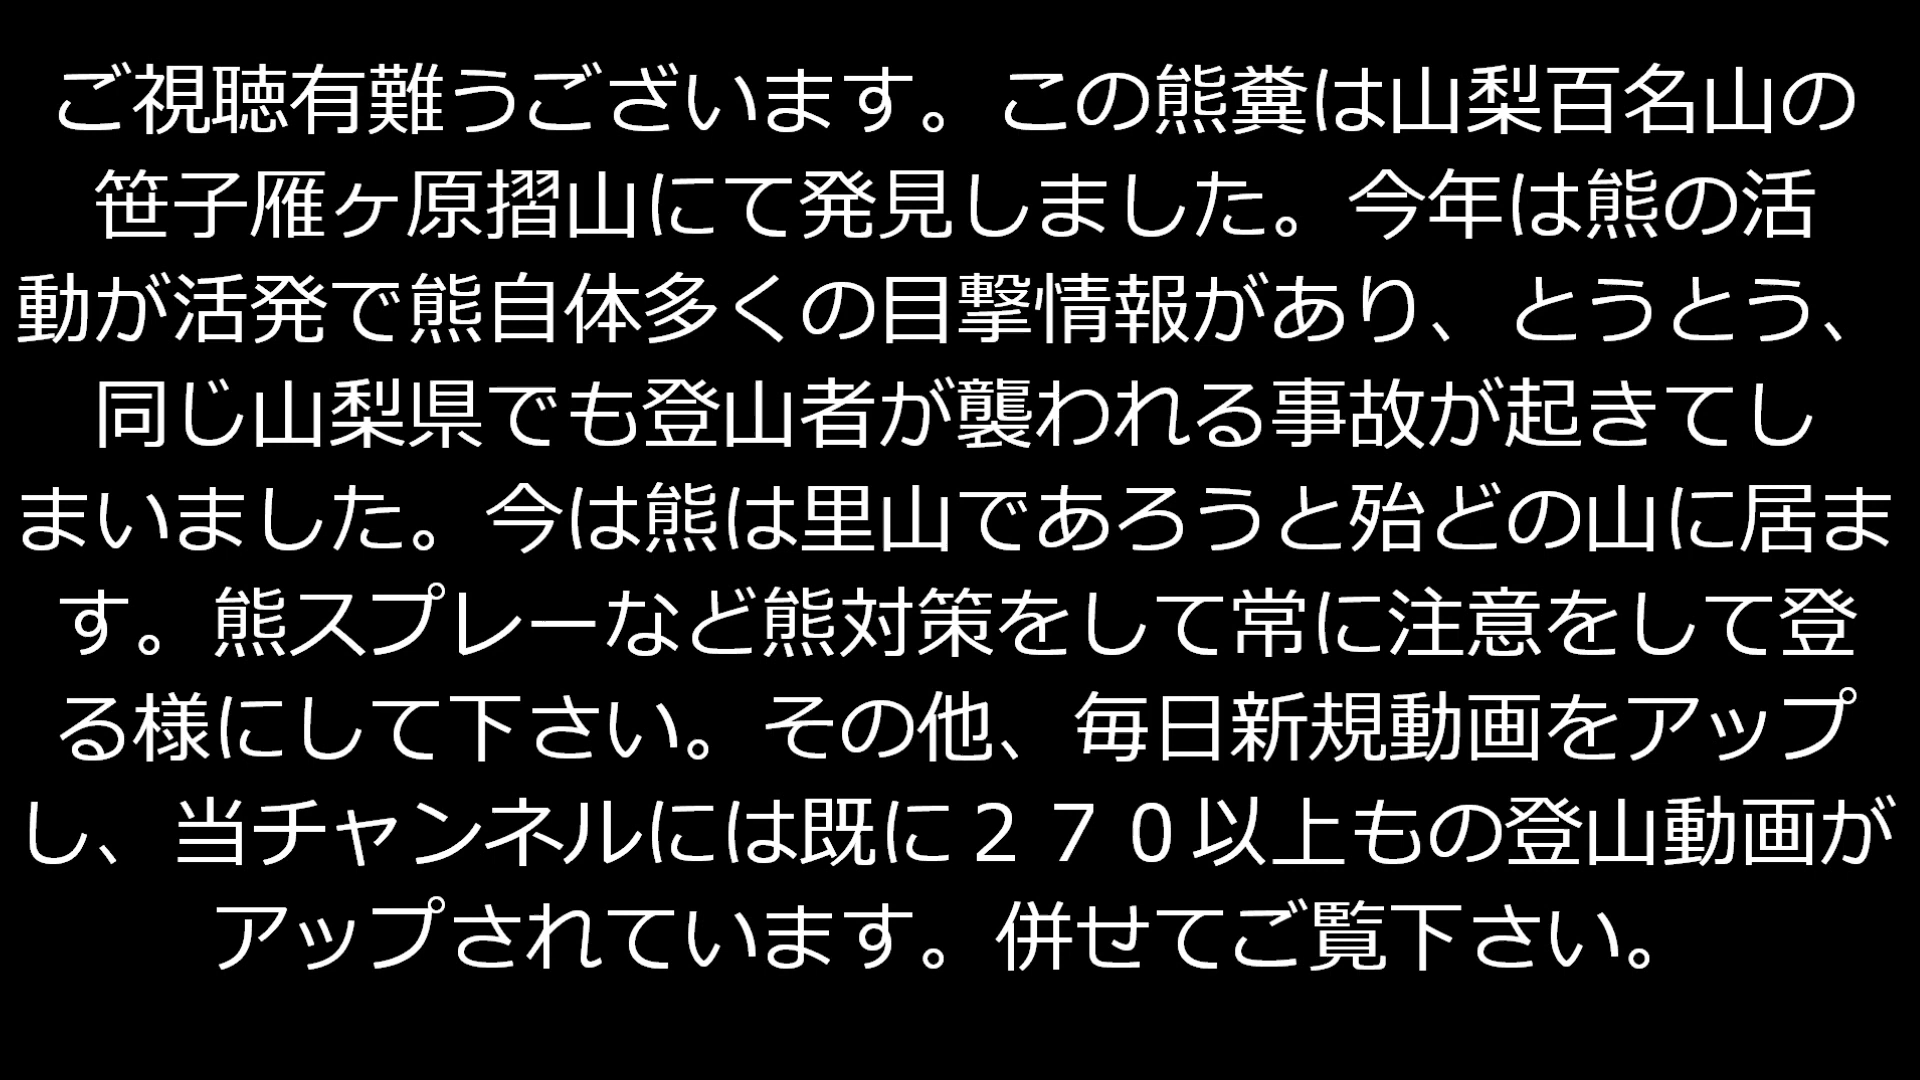 ご視聴有難うございます。この熊糞は山梨百名山の
笹子雁ヶ原摺山にて発見しました。今年は熊の活
動が活発で熊自体多くの目撃情報があり、とうとう、
同じ山梨県でも登山者が襲われる事故が起きてし
まいました。今は熊は里山であろうと殆どの山に居ま
す。熊スプレーなど熊対策をして常に注意をして登
る様にして下さい。その他、毎日新規動画をアップ
し、当チャンネルには既に２７０以上もの登山動画が
アップされています。併せてご覧下さい。